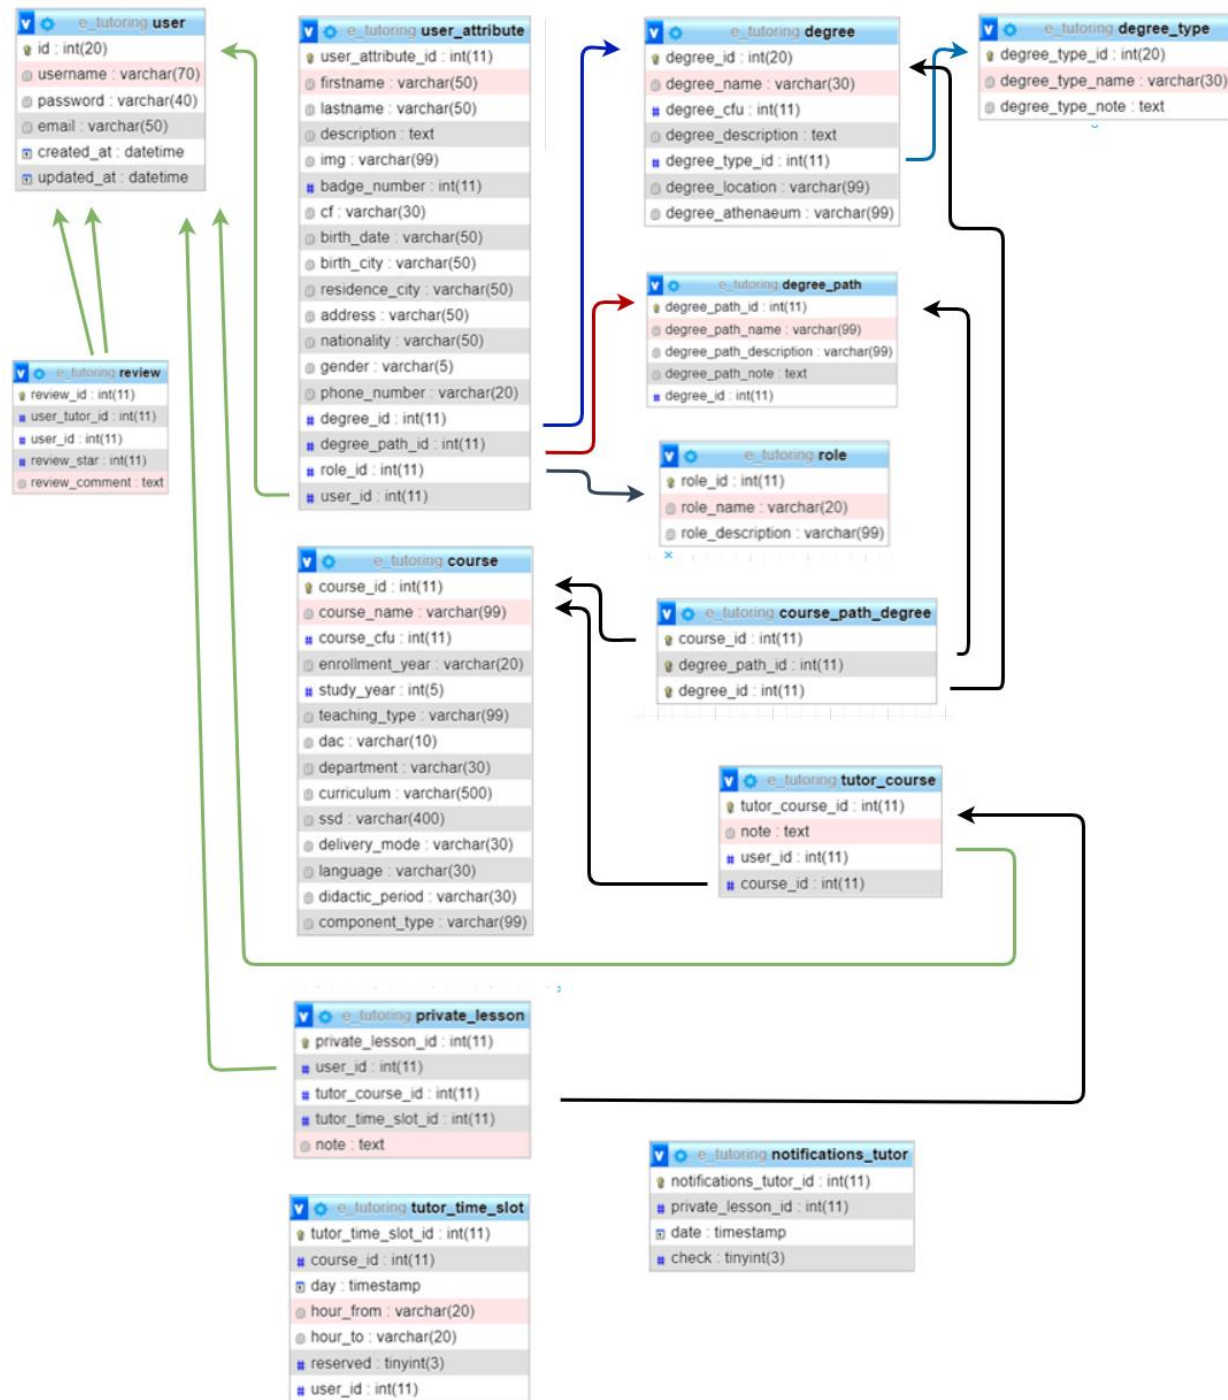 e_tutoring user
id : int(20)
username : varchar(70)
password : varchar(40)
email : varchar(50)
created_at : datetime
updated_at : datetime
e_tutoring user_attribute
user_attribute_id : int(11)
firstname : varchar(50)
lastname : varchar(50)
description : text
img : varchar(99)
badge_number : int(11)
cf : varchar(30)
birth_date : varchar(50)
birth_city : varchar(50)
residence_city : varchar(50)
address : varchar(50)
nationality : varchar(50)
gender : varchar(5)
phone_number : varchar(20)
degree_id : int(11)
degree_path_id : int(11)
role_id : int(11)
user_id : int(11)
e_tutoring degree
degree_id : int(20)
degree_name : varchar(30)
degree_cfu : int(11)
degree_description : text
degree_type_id : int(11)
degree_location : varchar(99)
degree_athenaeum : varchar(99)
e_tutoring degree_type
degree_type_id : int(20)
degree_type_name : varchar(30)
degree_type_note : text
e_tutoring degree_path
degree_path_id : int(11)
degree_path_name : varchar(99)
degree_path_description : varchar(99)
degree_path_note : text
degree_id : int(11)
e_tutoring review
review_id : int(11)
user_tutor_id : int(11)
user_id : int(11)
review_star : int(11)
review_comment : text
e_tutoring role
role_id : int(11)
role_name : varchar(20)
role_description : varchar(99)
e_tutoring course
course_id : int(11)
course_name : varchar(99)
course_cfu : int(11)
enrollment_year : varchar(20)
study_year : int(5)
teaching_type : varchar(99)
dac : varchar(10)
department : varchar(30)
curriculum : varchar(500)
ssd : varchar(400)
delivery_mode : varchar(30)
language : varchar(30)
didactic_period : varchar(30)
component_type : varchar(99)
e_tutoring course_path_degree
course_id : int(11)
degree_path_id : int(11)
degree_id : int(11)
e_tutoring tutor_course
tutor_course_id : int(11)
note : text
user_id : int(11)
course_id : int(11)
e_tutoring private_lesson
private_lesson_id : int(11)
user_id : int(11)
tutor_course_id : int(11)
tutor_time_slot_id : int(11)
note : text
e_tutoring notifications_tutor
notifications_tutor_id : int(11)
private_lesson_id : int(11)
date : timestamp
check : tinyint(3)
e_tutoring tutor_time_slot
tutor_time_slot_id : int(11)
course_id : int(11)
day : timestamp
hour_from : varchar(20)
hour_to : varchar(20)
reserved : tinyint(3)
user_id : int(11)